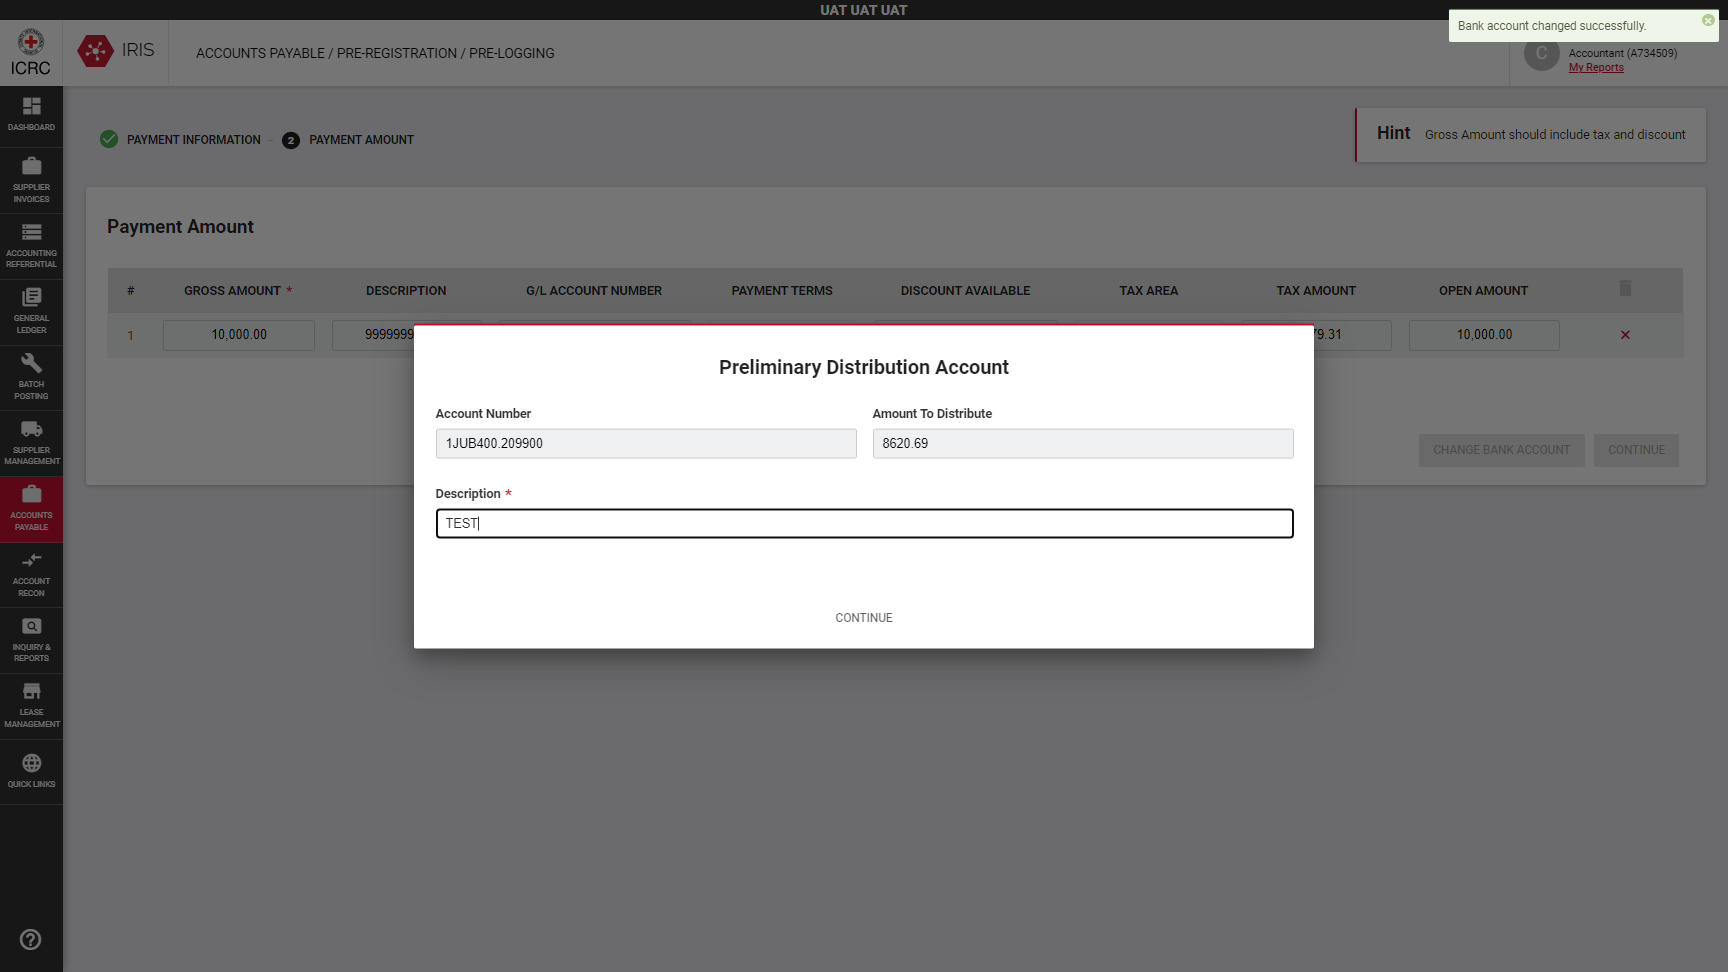 UAT UAT UAT
Bank account changed successfully.
ICRC
IRIS
ACCOUNTS PAYABLE / PRE-REGISTRATION / PRE-LOGGING
C
Accountant (A734509)
My Reports
DASHBOARD
SUPPLIER
INVOICES
ACCOUNTING
REFERENTIAL
GENERAL
LEDGER
BATCH
POSTING
SUPPLIER
MANAGEMENT
ACCOUNTS
PAYABLE
ACCOUNT
RECON
INQUIRY &
REPORTS
LEASE
MANAGEMENT
QUICK LINKS
PAYMENT INFORMATION - 2 PAYMENT AMOUNT
Hint Gross Amount should include tax and discount
Payment Amount
# GROSS AMOUNT * DESCRIPTION G/L ACCOUNT NUMBER PAYMENT TERMS DISCOUNT AVAILABLE TAX AREA TAX AMOUNT OPEN AMOUNT
1 10,000.00 9999999 79.31 10,000.00
CHANGE BANK ACCOUNT CONTINUE
Preliminary Distribution Account
Account Number Amount To Distribute
1JUB400.209900 8620.69
Description *
TEST
CONTINUE